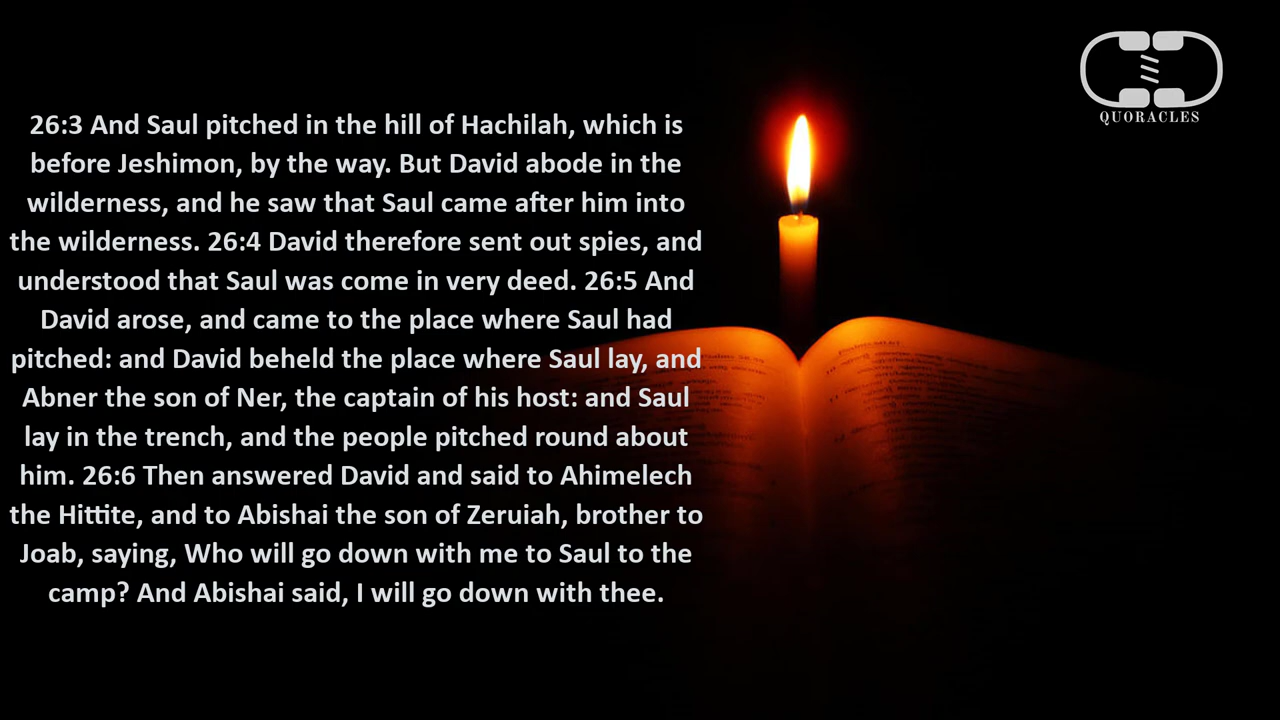 26:3 And Saul pitched in the hill of Hachilah, which is
before Jeshimon, by the way. But David abode in the
wilderness, and he saw that Saul came after him into
the wilderness. 26:4 David therefore sent out spies, and
understood that Saul was come in very deed. 26:5 And
David arose, and came to the place where Saul had
pitched: and David beheld the place where Saul lay, and
Abner the son of Ner, the captain of his host: and Saul
lay in the trench, and the people pitched round about
him. 26:6 Then answered David and said to Ahimelech
the Hittite, and to Abishai the son of Zeruiah, brother to
Joab, saying, Who will go down with me to Saul to the
camp? And Abishai said, I will go down with thee.
QUORACLES